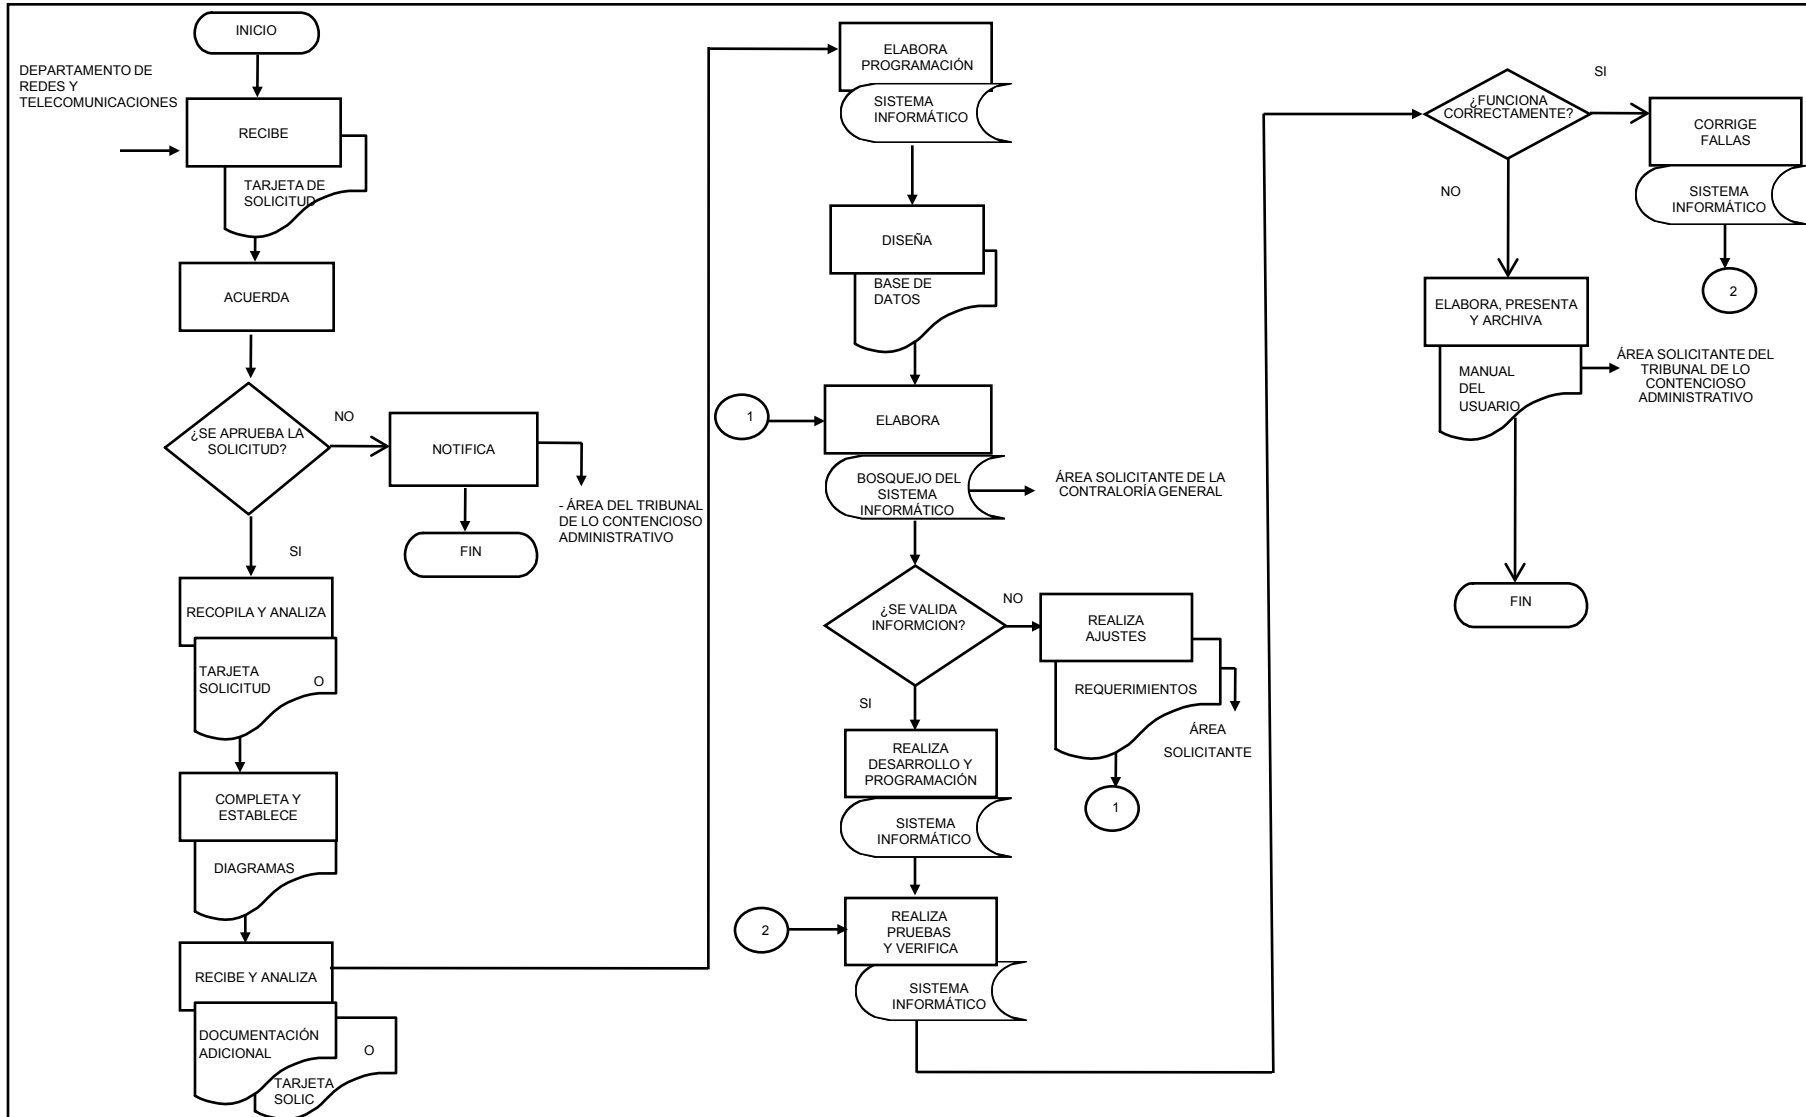 INICIO
DEPARTAMENTO DE
REDES Y
TELECOMUNICACIONES
RECIBE
TARJETA DE
SOLICITUD
ACUERDA
¿SE APRUEBA LA
SOLICITUD?
NO
NOTIFICA
- ÁREA DEL TRIBUNAL
DE LO CONTENCIOSO
ADMINISTRATIVO
FIN
SI
RECOPILA Y ANALIZA
TARJETA
SOLICITUD O
COMPLETA Y
ESTABLECE
DIAGRAMAS
RECIBE Y ANALIZA
DOCUMENTACIÓN
ADICIONAL
O
TARJETA
SOLIC
ELABORA
PROGRAMACIÓN
SISTEMA
INFORMÁTICO
DISEÑA
BASE DE
DATOS
1
ELABORA
BOSQUEJO DEL
SISTEMA
INFORMÁTICO
ÁREA SOLICITANTE DE LA
CONTRALORÍA GENERAL
¿SE VALIDA
INFORMCION?
NO
REALIZA
AJUSTES
REQUERIMIENTOS
ÁREA
SOLICITANTE
1
SI
REALIZA
DESARROLLO Y
PROGRAMACIÓN
SISTEMA
INFORMÁTICO
2
REALIZA
PRUEBAS
Y VERIFICA
SISTEMA
INFORMÁTICO
¿FUNCIONA
CORRECTAMENTE?
SI
CORRIGE
FALLAS
SISTEMA
INFORMÁTICO
2
NO
ELABORA, PRESENTA
Y ARCHIVA
MANUAL
DEL
USUARIO
ÁREA SOLICITANTE DEL
TRIBUNAL DE LO
CONTENCIOSO
ADMINISTRATIVO
FIN